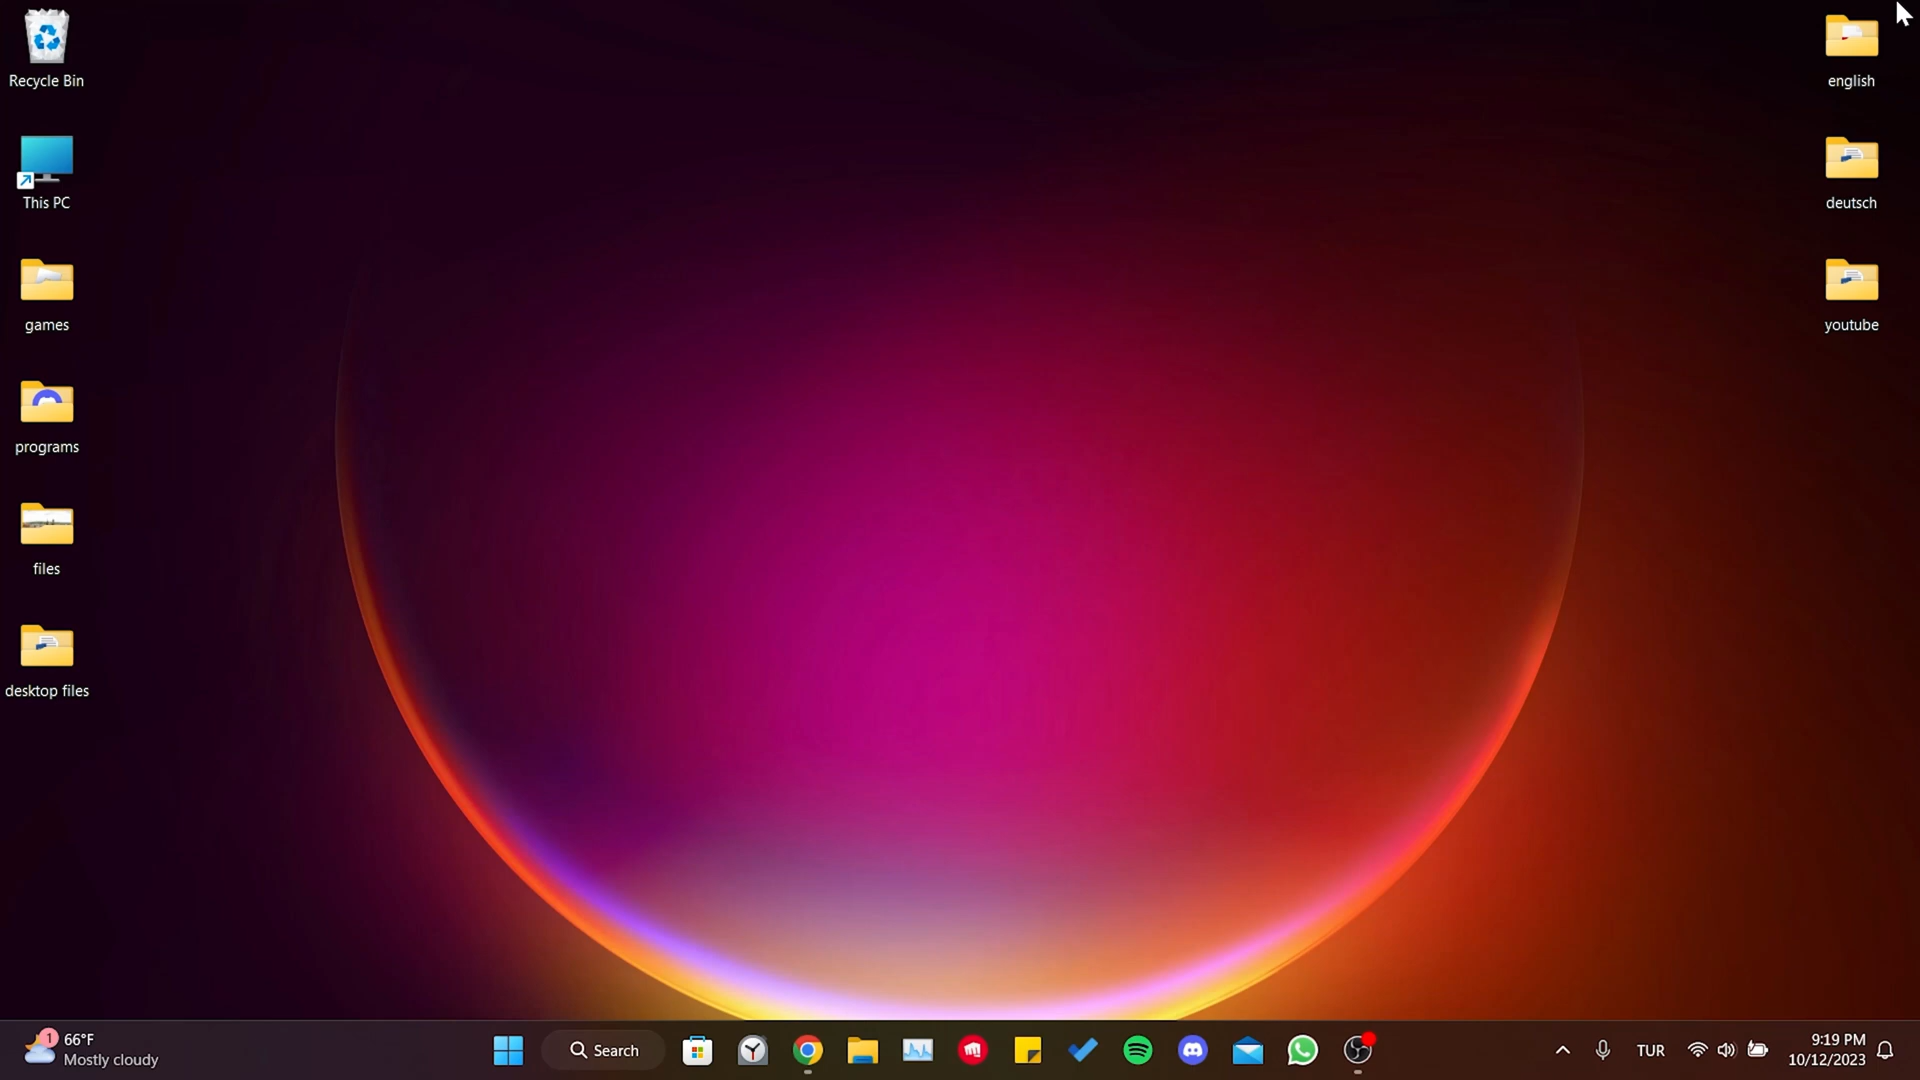 Recycle Bin
This PC
games
programs
files
desktop files
english
deutsch
youtube
1
66°F
Mostly cloudy
Search
TUR
9:19 PM
10/12/2023